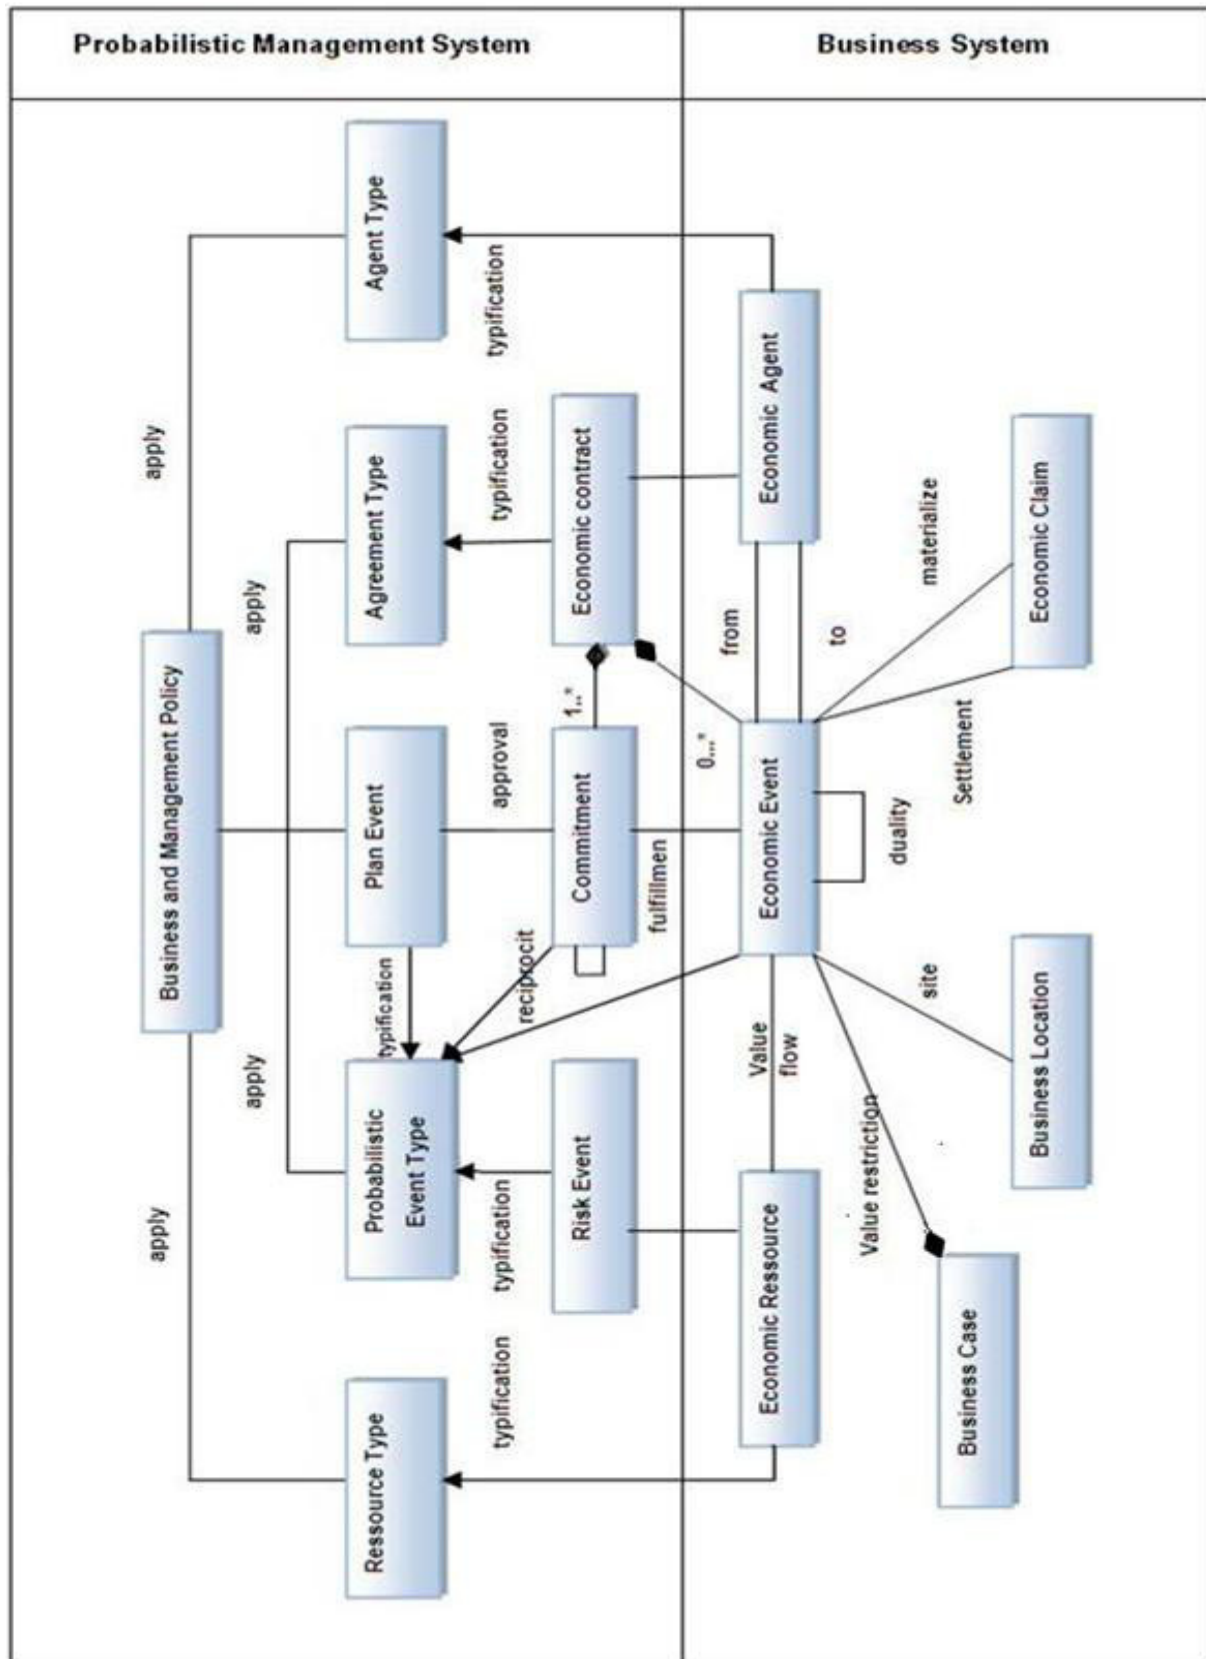 Probabilistic Management System
Business System
Business and Management Policy
apply
apply
apply
apply
Ressource Type
Probabilistic
Event Type
Plan Event
Agreement Type
Agent Type
typification
typification
typification
approval
typification
typification
Risk Event
reciprocit
Commitment
1..*
Economic contract
fulfillmen
0...*
Economic Ressource
Value
flow
Economic Event
from
to
Economic Agent
Value restriction
site
duality
Settlement
materialize
Business Case
Business Location
Economic Claim